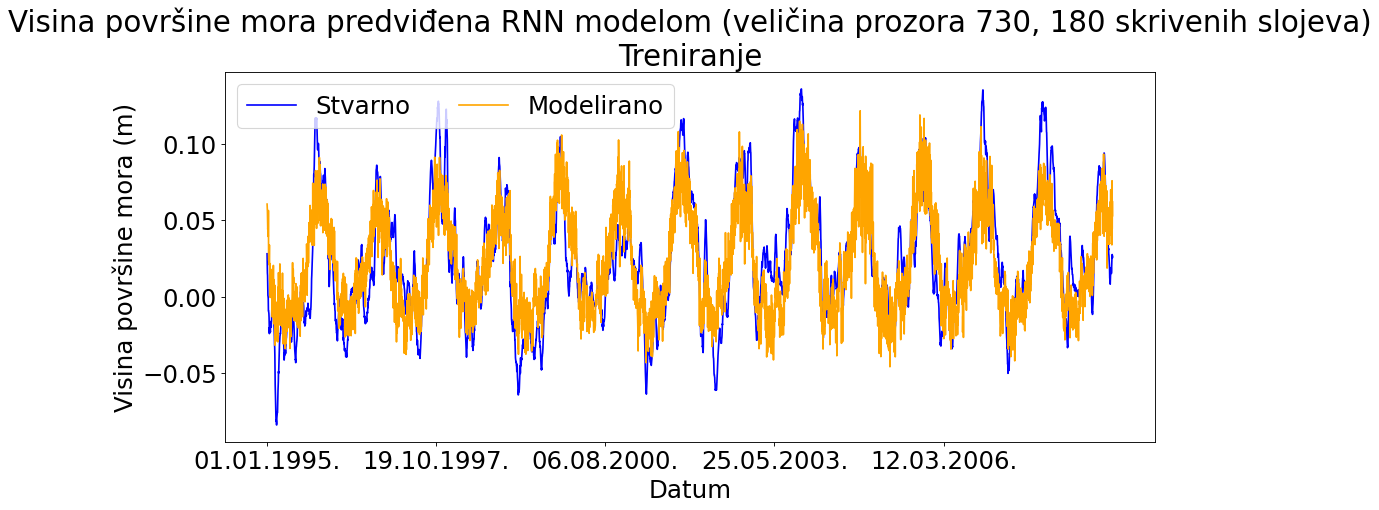 Visina površine mora predviđena RNN modelom (veličina prozora 730, 180 skrivenih slojeva)
Treniranje
Stvarno Modelirano
Visina površine mora (m)
0.10
0.05
0.00
−0.05
01.01.1995. 19.10.1997. 06.08.2000. 25.05.2003. 12.03.2006.
Datum